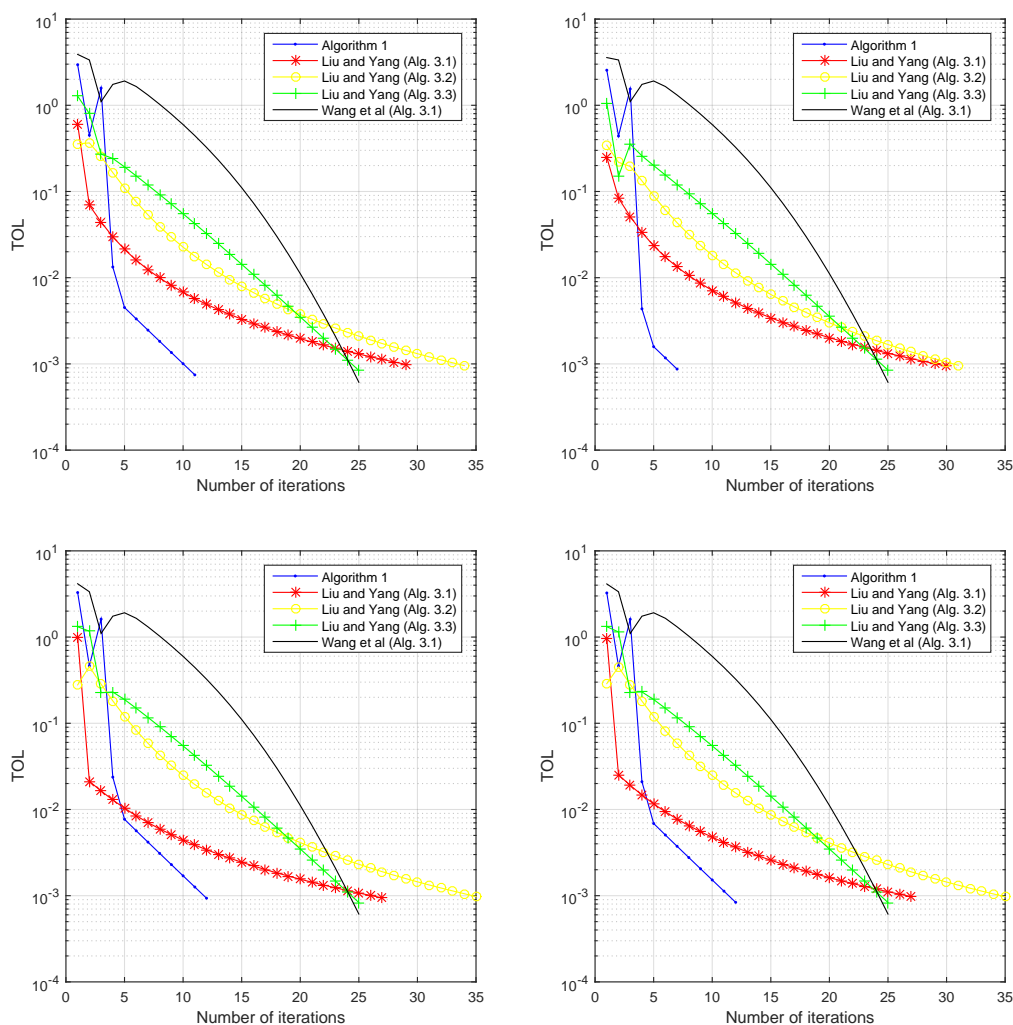 10^1
10^0
10^-1
10^-2
10^-3
10^-4
TOL
0 5 10 15 20 25 30 35
Number of iterations
Algorithm 1
Liu and Yang (Alg. 3.1)
Liu and Yang (Alg. 3.2)
Liu and Yang (Alg. 3.3)
Wang et al (Alg. 3.1)
10^1
10^0
10^-1
10^-2
10^-3
10^-4
TOL
0 5 10 15 20 25 30 35
Number of iterations
Algorithm 1
Liu and Yang (Alg. 3.1)
Liu and Yang (Alg. 3.2)
Liu and Yang (Alg. 3.3)
Wang et al (Alg. 3.1)
10^1
10^0
10^-1
10^-2
10^-3
10^-4
TOL
0 5 10 15 20 25 30 35
Number of iterations
Algorithm 1
Liu and Yang (Alg. 3.1)
Liu and Yang (Alg. 3.2)
Liu and Yang (Alg. 3.3)
Wang et al (Alg. 3.1)
10^1
10^0
10^-1
10^-2
10^-3
10^-4
TOL
0 5 10 15 20 25 30 35
Number of iterations
Algorithm 1
Liu and Yang (Alg. 3.1)
Liu and Yang (Alg. 3.2)
Liu and Yang (Alg. 3.3)
Wang et al (Alg. 3.1)